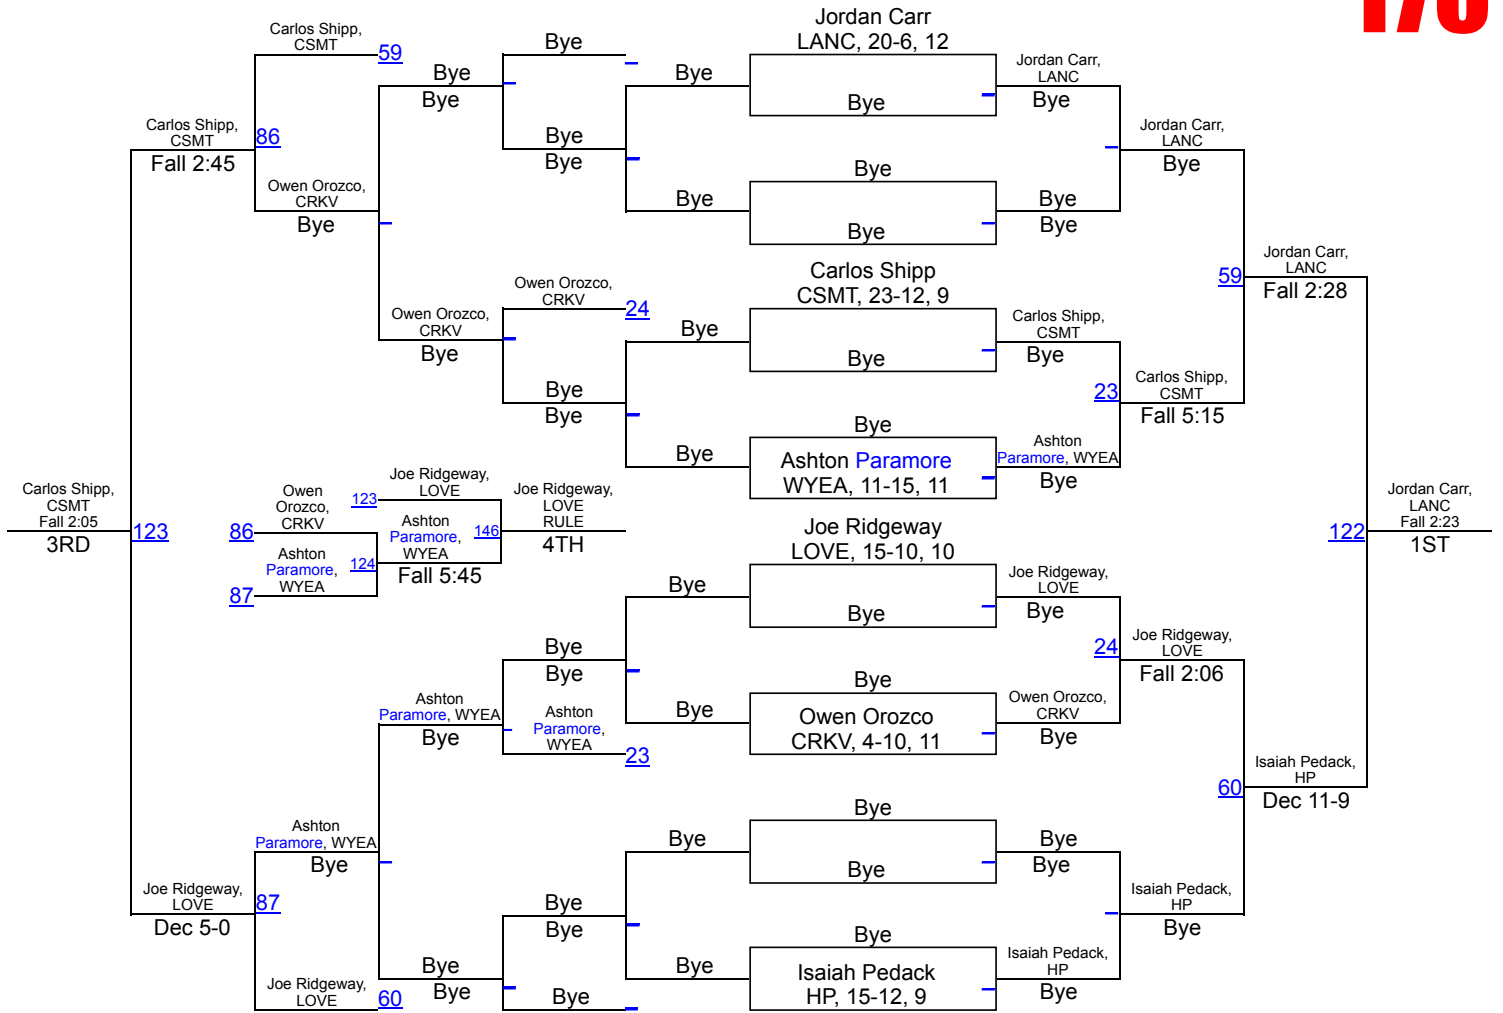 Carlos Shipp,
CSMT
59
86
Carlos Shipp,
CSMT
Fall 2:45
Owen Orozco,
CRKV
Bye
Bye
Bye
Owen Orozco,
CRKV
Bye
Bye
Bye
Bye
Owen Orozco,
CRKV
24
Bye
Bye
Bye
Bye
Bye
Bye
Jordan Carr
LANC, 20-6, 12
Bye
Bye
Bye
Carlos Shipp
CSMT, 23-12, 9
Bye
Bye
Ashton Paramore
WYEA, 11-15, 11
Jordan Carr,
LANC
Bye
Bye
Bye
Carlos Shipp,
CSMT
Bye
Ashton
Paramore, WYEA
Bye
Jordan Carr,
LANC
Bye
23
Carlos Shipp,
CSMT
Fall 5:15
59
Jordan Carr,
LANC
Fall 2:28
Carlos Shipp,
CSMT
Fall 2:05
3RD
123
Owen
Orozco,
CRKV
86
Ashton
Paramore,
WYEA
87
123
Joe Ridgeway,
LOVE
124
Ashton
Paramore,
WYEA
Fall 5:45
146
Joe Ridgeway,
LOVE
RULE
4TH
122
Jordan Carr,
LANC
Fall 2:23
1ST
Joe Ridgeway
LOVE, 15-10, 10
Bye
Bye
Owen Orozco
CRKV, 4-10, 11
Bye
Bye
Bye
Isaiah Pedack
HP, 15-12, 9
Joe Ridgeway,
LOVE
Bye
Owen Orozco,
CRKV
Bye
Bye
Bye
Isaiah Pedack,
HP
Bye
24
Joe Ridgeway,
LOVE
Fall 2:06
Isaiah Pedack,
HP
Bye
60
Isaiah Pedack,
HP
Dec 11-9
Bye
Bye
Bye
Bye
Bye
Bye
Ashton
Paramore,
WYEA
23
Bye
Bye
Bye
Ashton
Paramore, WYEA
Bye
Bye
Bye
Ashton
Paramore, WYEA
Bye
87
Joe Ridgeway,
LOVE
Dec 5-0
Joe Ridgeway,
LOVE
60